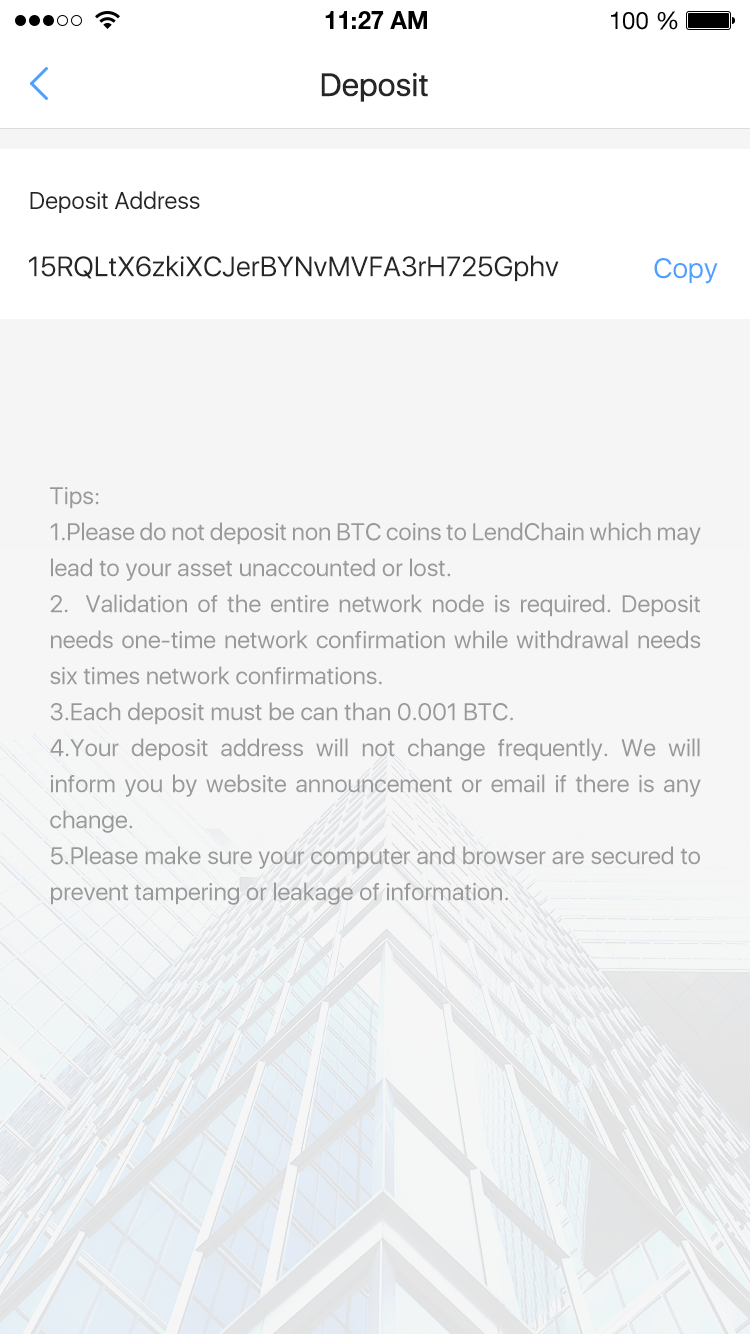 11:27 AM 100 %
Deposit
Deposit Address
15RQLtX6zkiXCJerBYNvMVFA3rH725Gphv Copy
Tips:
1.Please do not deposit non BTC coins to LendChain which may
lead to your asset unaccounted or lost.
2. Validation of the entire network node is required. Deposit
needs one-time network confirmation while withdrawal needs
six times network confirmations.
3.Each deposit must be can than 0.001 BTC.
4.Your deposit address will not change frequently. We will
inform you by website announcement or email if there is any
change.
5.Please make sure your computer and browser are secured to
prevent tampering or leakage of information.